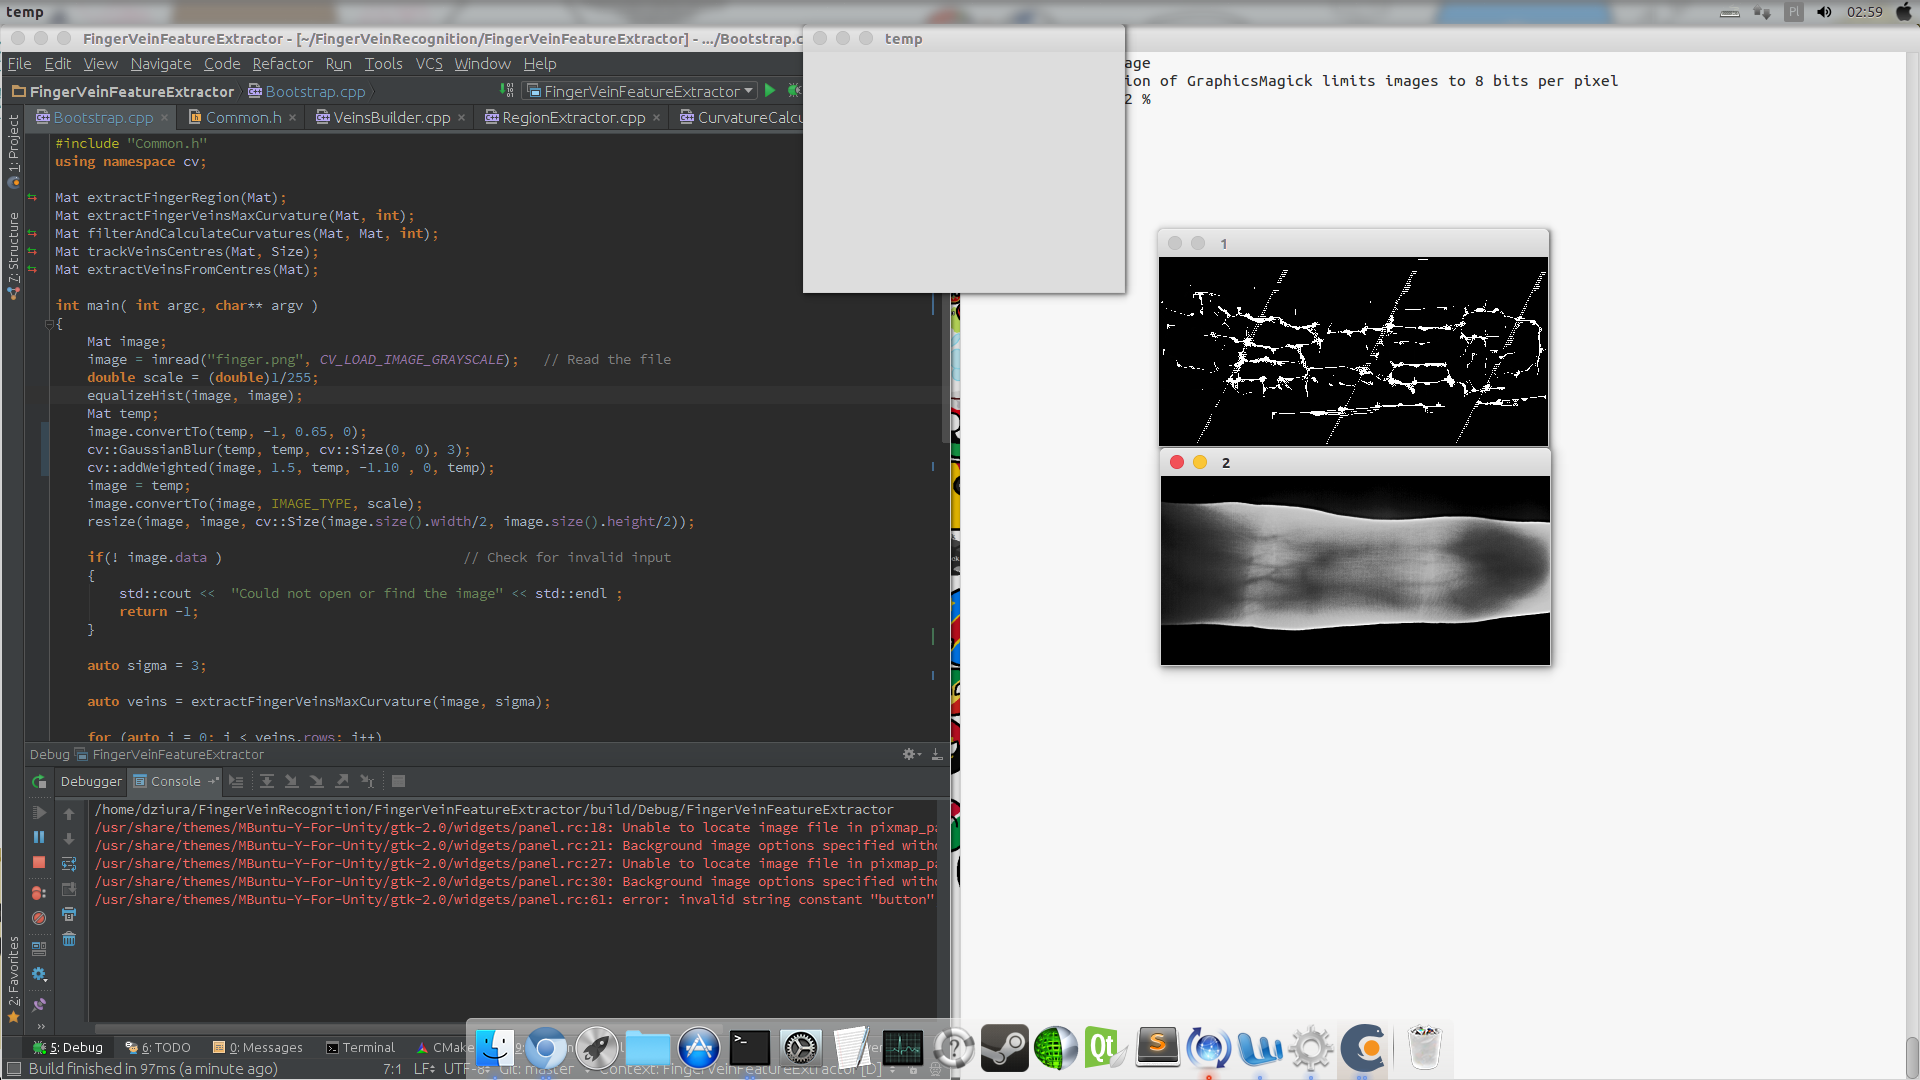 temp
Pl
02:59
FingerVeinFeatureExtractor - [~/FingerVeinRecognition/FingerVeinFeatureExtractor] - .../Bootstrap.c
File Edit View Navigate Code Refactor Run Tools VCS Window Help
FingerVeinFeatureExtractor Bootstrap.cpp FingerVeinFeatureExtractor
Bootstrap.cpp Common.h VeinsBuilder.cpp RegionExtractor.cpp CurvatureCalcu
1: Project
7: Structure
2: Favorites
#include "Common.h"
using namespace cv;
Mat extractFingerRegion(Mat);
Mat extractFingerVeinsMaxCurvature(Mat, int);
Mat filterAndCalculateCurvatures(Mat, Mat, int);
Mat trackVeinsCentres(Mat, Size);
Mat extractVeinsFromCentres(Mat);
int main( int argc, char** argv )
{
Mat image;
image = imread("finger.png", CV_LOAD_IMAGE_GRAYSCALE); // Read the file
double scale = (double)1/255;
equalizeHist(image, image);
Mat temp;
image.convertTo(temp, -1, 0.65, 0);
cv::GaussianBlur(temp, temp, cv::Size(0, 0), 3);
cv::addWeighted(image, 1.5, temp, -1.10 , 0, temp);
image = temp;
image.convertTo(image, IMAGE_TYPE, scale);
resize(image, image, cv::Size(image.size().width/2, image.size().height/2));
if(! image.data ) // Check for invalid input
{
std::cout << "Could not open or find the image" << std::endl ;
return -1;
}
auto sigma = 3;
auto veins = extractFingerVeinsMaxCurvature(image, sigma);
for (auto i = 0; i < veins.rows; i++)
Debug FingerVeinFeatureExtractor
Debugger Console
/home/dziura/FingerVeinRecognition/FingerVeinFeatureExtractor/build/Debug/FingerVeinFeatureExtractor
/usr/share/themes/MBuntu-Y-For-Unity/gtk-2.0/widgets/panel.rc:18: Unable to locate image file in pixmap_pa
/usr/share/themes/MBuntu-Y-For-Unity/gtk-2.0/widgets/panel.rc:21: Background image options specified witho
/usr/share/themes/MBuntu-Y-For-Unity/gtk-2.0/widgets/panel.rc:27: Unable to locate image file in pixmap_pa
/usr/share/themes/MBuntu-Y-For-Unity/gtk-2.0/widgets/panel.rc:30: Background image options specified witho
/usr/share/themes/MBuntu-Y-For-Unity/gtk-2.0/widgets/panel.rc:61: error: invalid string constant "button"
5: Debug 6: TODO 0: Messages Terminal CMake
Build finished in 97ms (a minute ago) 7:1 LF UTF-8 Git: master Context: FingerVeinFeatureExtractor [D]
temp
age
ion of GraphicsMagick limits images to 8 bits per pixel
2 %
1
2
Qt